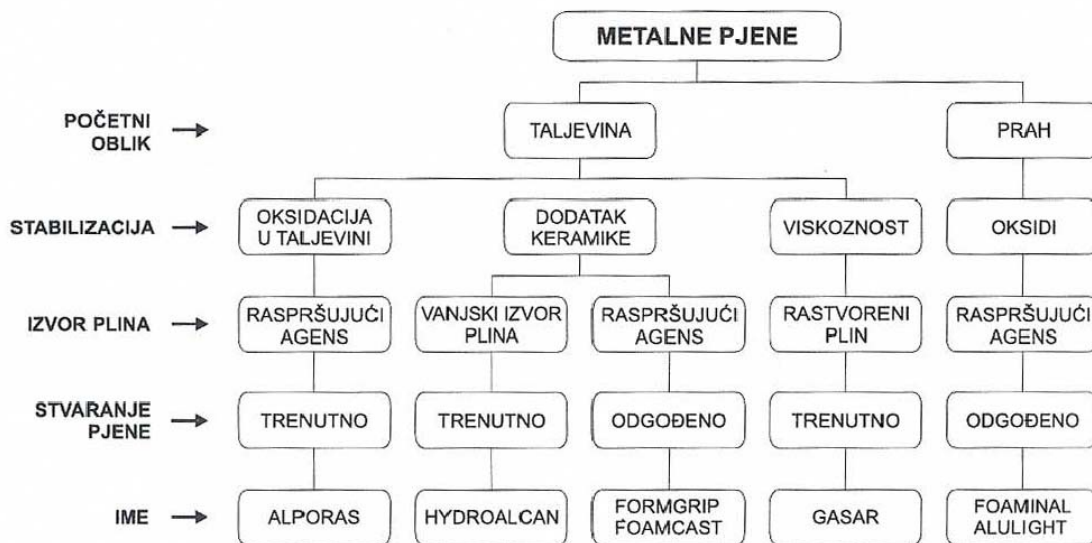 METALNE PJENE
POČETNI
OBLIK
TALJEVINA
PRAH
STABILIZACIJA
OKSIDACIJA
U TALJEVINI
DODATAK
KERAMIKE
VISKOZNOST
OKSIDI
IZVOR PLINA
RASPRŠUJUĆI
AGENS
VANJSKI IZVOR
PLINA
RASPRŠUJUĆI
AGENS
RASTVORENI
PLIN
RASPRŠUJUĆI
AGENS
STVARANJE
PJENE
TRENUTNO
TRENUTNO
ODGOĐENO
TRENUTNO
ODGOĐENO
IME
ALPORAS
HYDROALCAN
FORMGRIP
FOAMCAST
GASAR
FOAMINAL
ALULIGHT